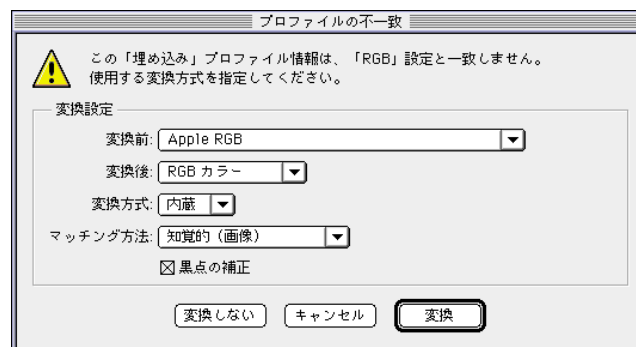 プロファイルの不一致
この「埋め込み」プロファイル情報は、「RGB」設定と一致しません。
使用する変換方式を指定してください。
変換設定
変換前: Apple RGB
変換後: RGB カラー
変換方式: 内蔵
マッチング方法: 知覚的（画像）
黒点の補正
変換しない キャンセル 変換